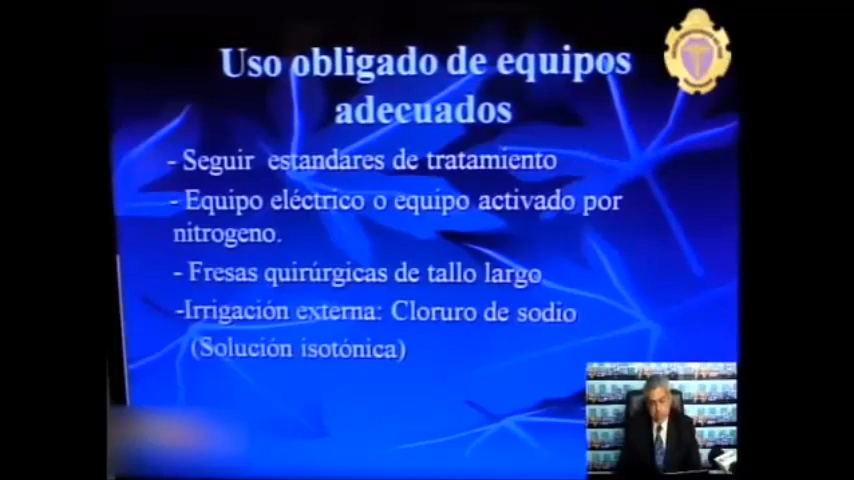 Uso obligado de equipos
adecuados
- Seguir estandares de tratamiento
- Equipo eléctrico o equipo activado por
nitrogeno.
- Fresas quirúrgicas de tallo largo
-Irrigación externa: Cloruro de sodio
(Solución isotónica)